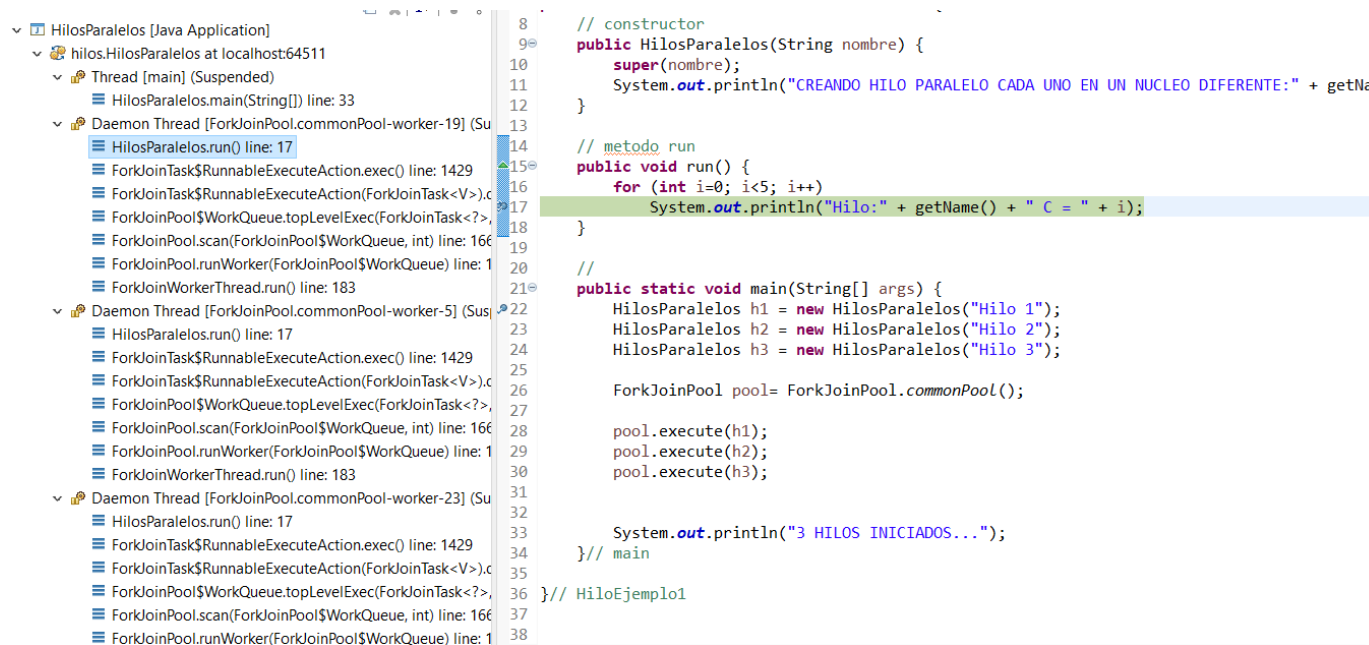 HilosParalelos [Java Application]
hilos.HilosParalelos at localhost:64511
Thread [main] (Suspended)
HilosParalelos.main(String[]) line: 33
Daemon Thread [ForkJoinPool.commonPool-worker-19] (Su
HilosParalelos.run() line: 17
ForkJoinTask$RunnableExecuteAction.exec() line: 1429
ForkJoinTask$RunnableExecuteAction(ForkJoinTask<V>).c
ForkJoinPool$WorkQueue.topLevelExec(ForkJoinTask<?>,
ForkJoinPool.scan(ForkJoinPool$WorkQueue, int) line: 166
ForkJoinPool.runWorker(ForkJoinPool$WorkQueue) line: 1
ForkJoinWorkerThread.run() line: 183
Daemon Thread [ForkJoinPool.commonPool-worker-5] (Sus
HilosParalelos.run() line: 17
ForkJoinTask$RunnableExecuteAction.exec() line: 1429
ForkJoinTask$RunnableExecuteAction(ForkJoinTask<V>).c
ForkJoinPool$WorkQueue.topLevelExec(ForkJoinTask<?>,
ForkJoinPool.scan(ForkJoinPool$WorkQueue, int) line: 166
ForkJoinPool.runWorker(ForkJoinPool$WorkQueue) line: 1
ForkJoinWorkerThread.run() line: 183
Daemon Thread [ForkJoinPool.commonPool-worker-23] (Su
HilosParalelos.run() line: 17
ForkJoinTask$RunnableExecuteAction.exec() line: 1429
ForkJoinTask$RunnableExecuteAction(ForkJoinTask<V>).c
ForkJoinPool$WorkQueue.topLevelExec(ForkJoinTask<?>,
ForkJoinPool.scan(ForkJoinPool$WorkQueue, int) line: 166
ForkJoinPool.runWorker(ForkJoinPool$WorkQueue) line: 1
8 // constructor
9 public HilosParalelos(String nombre) {
10 super(nombre);
11 System.out.println("CREANDO HILO PARALELO CADA UNO EN UN NUCLEO DIFERENTE:" + getNa
12 }
13
14 // metodo run
15 public void run() {
16 for (int i=0; i<5; i++)
17 System.out.println("Hilo:" + getName() + " C = " + i);
18 }
19
20 //
21 public static void main(String[] args) {
22 HilosParalelos h1 = new HilosParalelos("Hilo 1");
23 HilosParalelos h2 = new HilosParalelos("Hilo 2");
24 HilosParalelos h3 = new HilosParalelos("Hilo 3");
25
26 ForkJoinPool pool= ForkJoinPool.commonPool();
27
28 pool.execute(h1);
29 pool.execute(h2);
30 pool.execute(h3);
31
32
33 System.out.println("3 HILOS INICIADOS...");
34 }// main
35
36 }// HiloEjemplo1
37
38